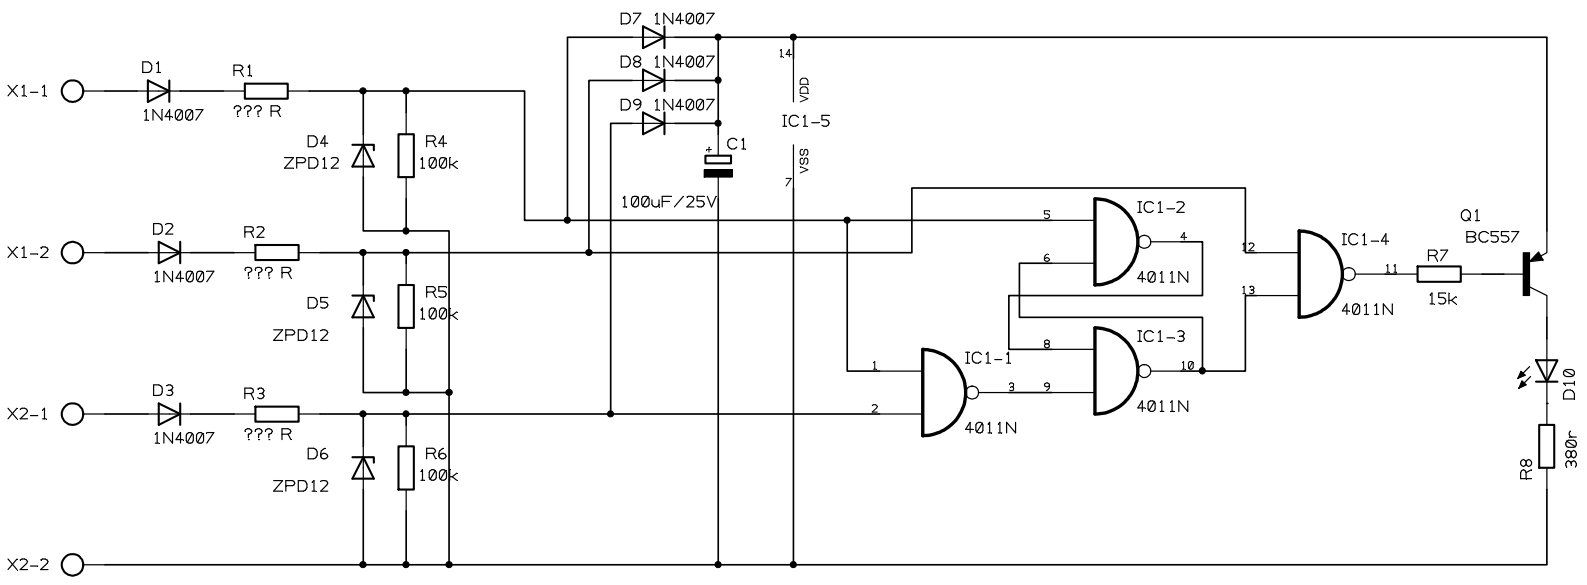 D7 1N4007
D8 1N4007
D9 1N4007
14
VDD
IC1-5
VSS
7
C1
+
100uF/25V
X1-1
D1
1N4007
R1
??? R
D4
ZPD12
R4
100k
X1-2
D2
1N4007
R2
??? R
D5
ZPD12
R5
100k
X2-1
D3
1N4007
R3
??? R
D6
ZPD12
R6
100k
X2-2
5
6
IC1-2
4
4011N
8
9
IC1-3
10
4011N
1
2
IC1-1
3
4011N
12
13
IC1-4
11
4011N
R7
15k
Q1
BC557
D10
R8
380r